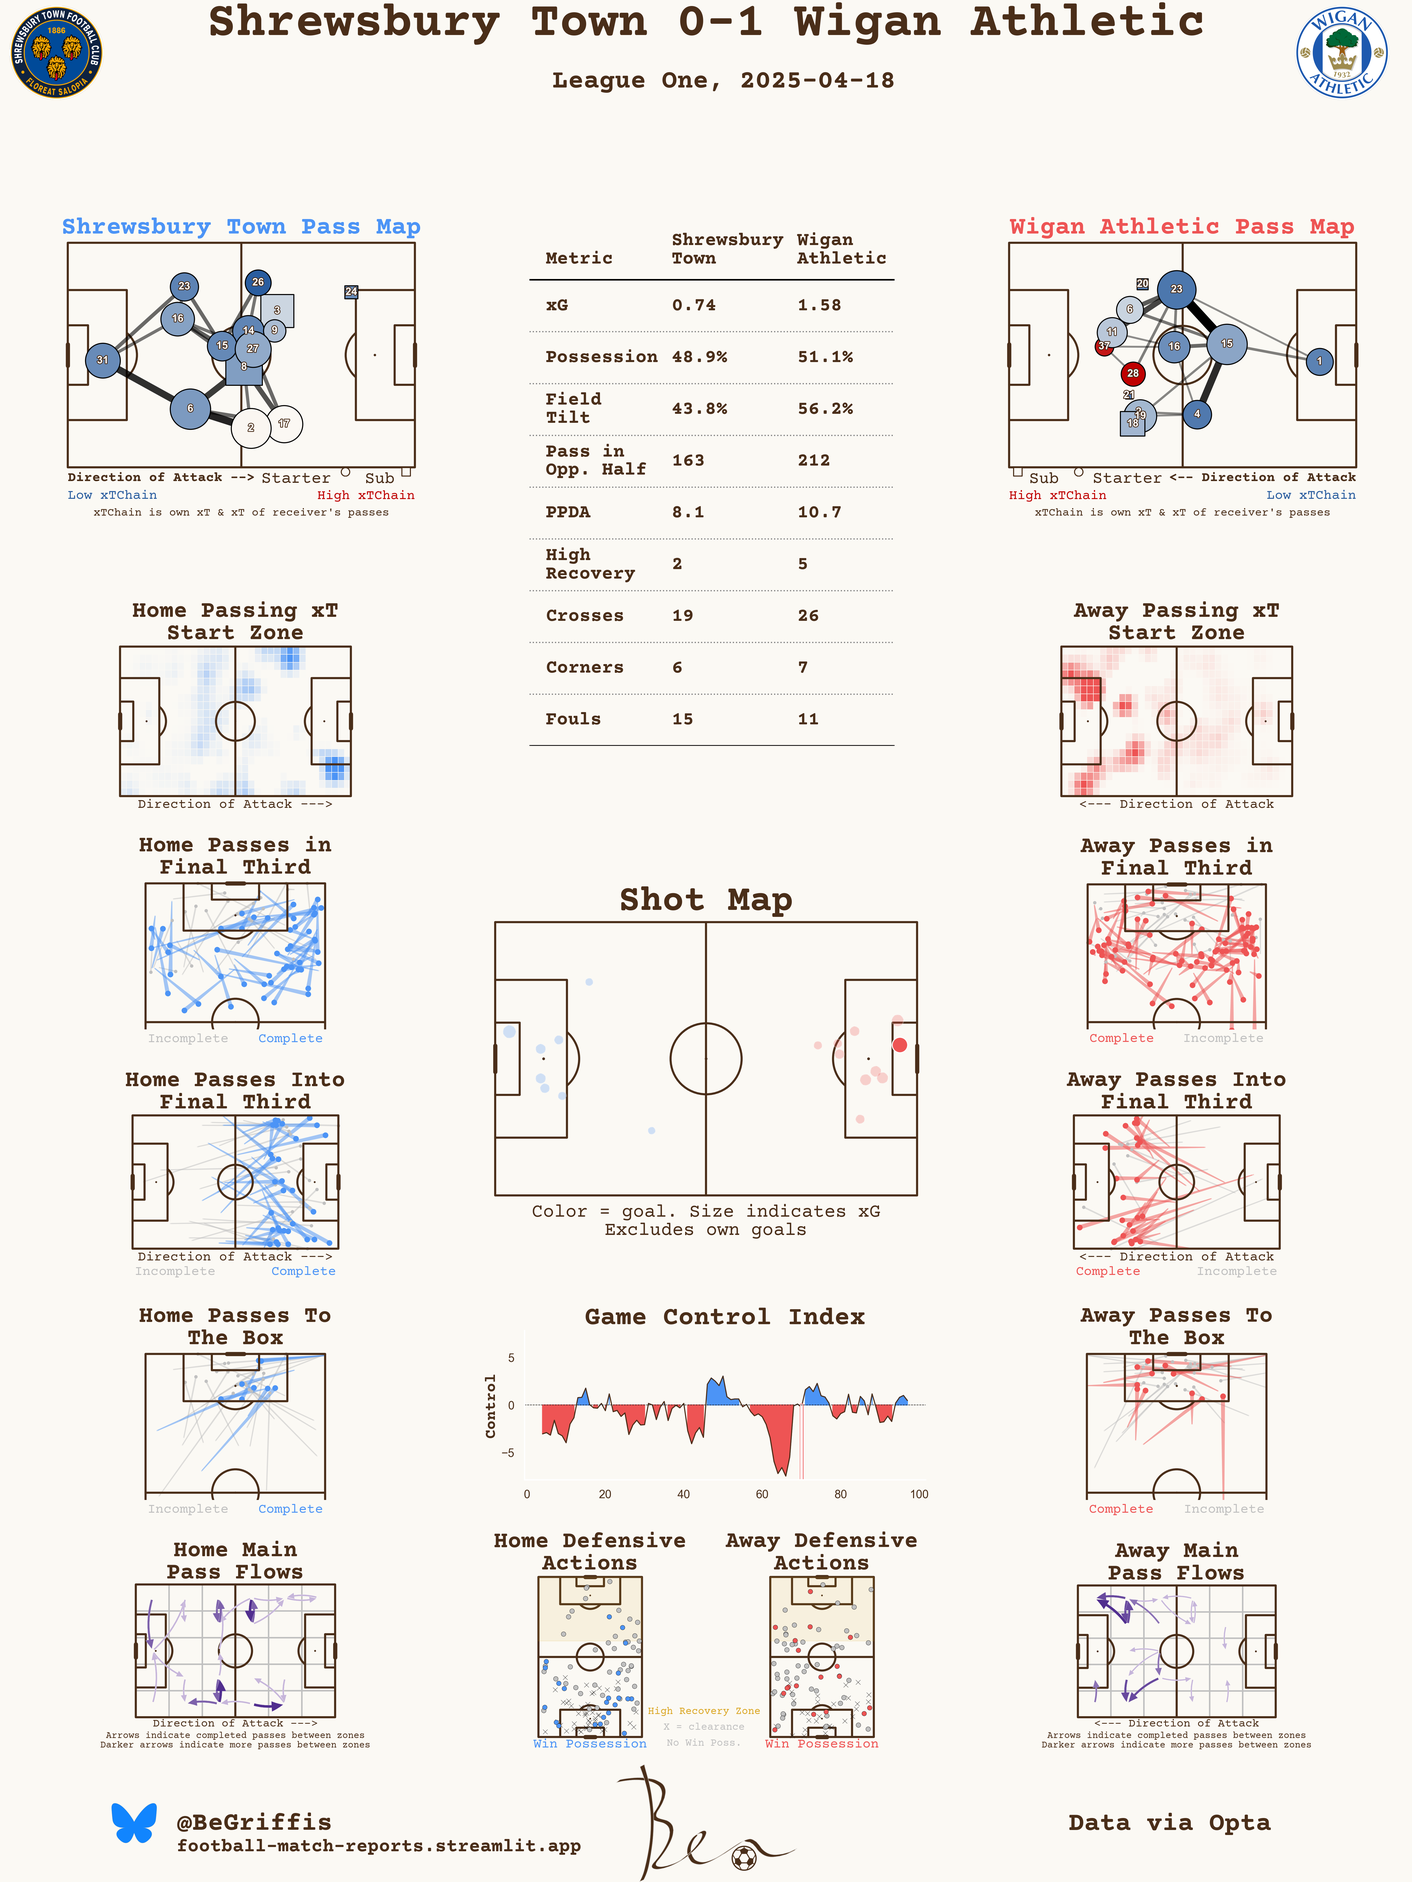 Shrewsbury Town 0-1 Wigan Athletic
League One, 2025-04-18
SHREWSBURY TOWN FOOTBALL CLUB
1886
FLOREAT SALOPIA
WIGAN
1932
ATHLETIC
Shrewsbury Town Pass Map
23
26
24
3
16
14
9
15
27
31
8
6
2
17
Direction of Attack --> Starter Sub
Low xTChain High xTChain
xTChain is own xT & xT of receiver's passes
Metric Shrewsbury Town Wigan Athletic
xG 0.74 1.58
Possession 48.9% 51.1%
Field Tilt 43.8% 56.2%
Pass in Opp. Half 163 212
PPDA 8.1 10.7
High Recovery 2 5
Crosses 19 26
Corners 6 7
Fouls 15 11
Wigan Athletic Pass Map
20
23
6
11
37
16
15
1
28
21
19
4
18
Sub Starter <-- Direction of Attack
High xTChain Low xTChain
xTChain is own xT & xT of receiver's passes
Home Passing xT
Start Zone
Direction of Attack --->
Away Passing xT
Start Zone
<--- Direction of Attack
Home Passes in
Final Third
Incomplete Complete
Away Passes in
Final Third
Complete Incomplete
Shot Map
Color = goal. Size indicates xG
Excludes own goals
Home Passes Into
Final Third
Direction of Attack --->
Incomplete Complete
Away Passes Into
Final Third
<--- Direction of Attack
Complete Incomplete
Home Passes To
The Box
Incomplete Complete
Game Control Index
Control
5
0
−5
0 20 40 60 80 100
Away Passes To
The Box
Complete Incomplete
Home Main
Pass Flows
Direction of Attack --->
Arrows indicate completed passes between zones
Darker arrows indicate more passes between zones
Home Defensive
Actions
Win Possession
High Recovery Zone
X = clearance
No Win Poss.
Away Defensive
Actions
Win Possession
Away Main
Pass Flows
<--- Direction of Attack
Arrows indicate completed passes between zones
Darker arrows indicate more passes between zones
@BeGriffis
football-match-reports.streamlit.app
Ben
Data via Opta